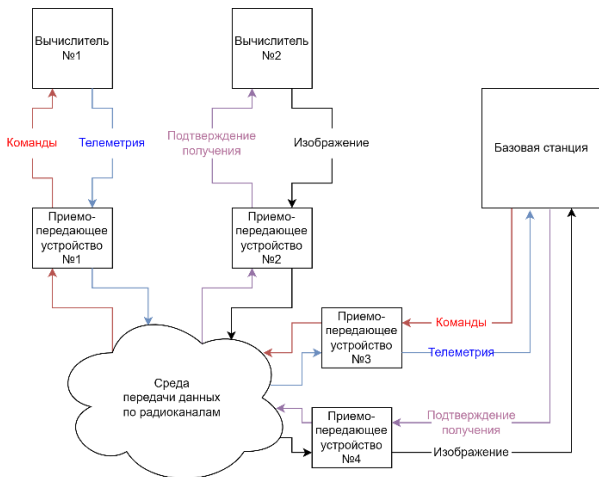 Вычислитель
№1
Вычислитель
№2
Команды
Телеметрия
Подтверждение
получения
Изображение
Базовая станция
Приемо-
передающее
устройство
№1
Приемо-
передающее
устройство
№2
Приемо-
передающее
устройство
№3
Команды
Телеметрия
Среда
передачи данных
по радиоканалам
Приемо-
передающее
устройство
№4
Подтверждение
получения
Изображение